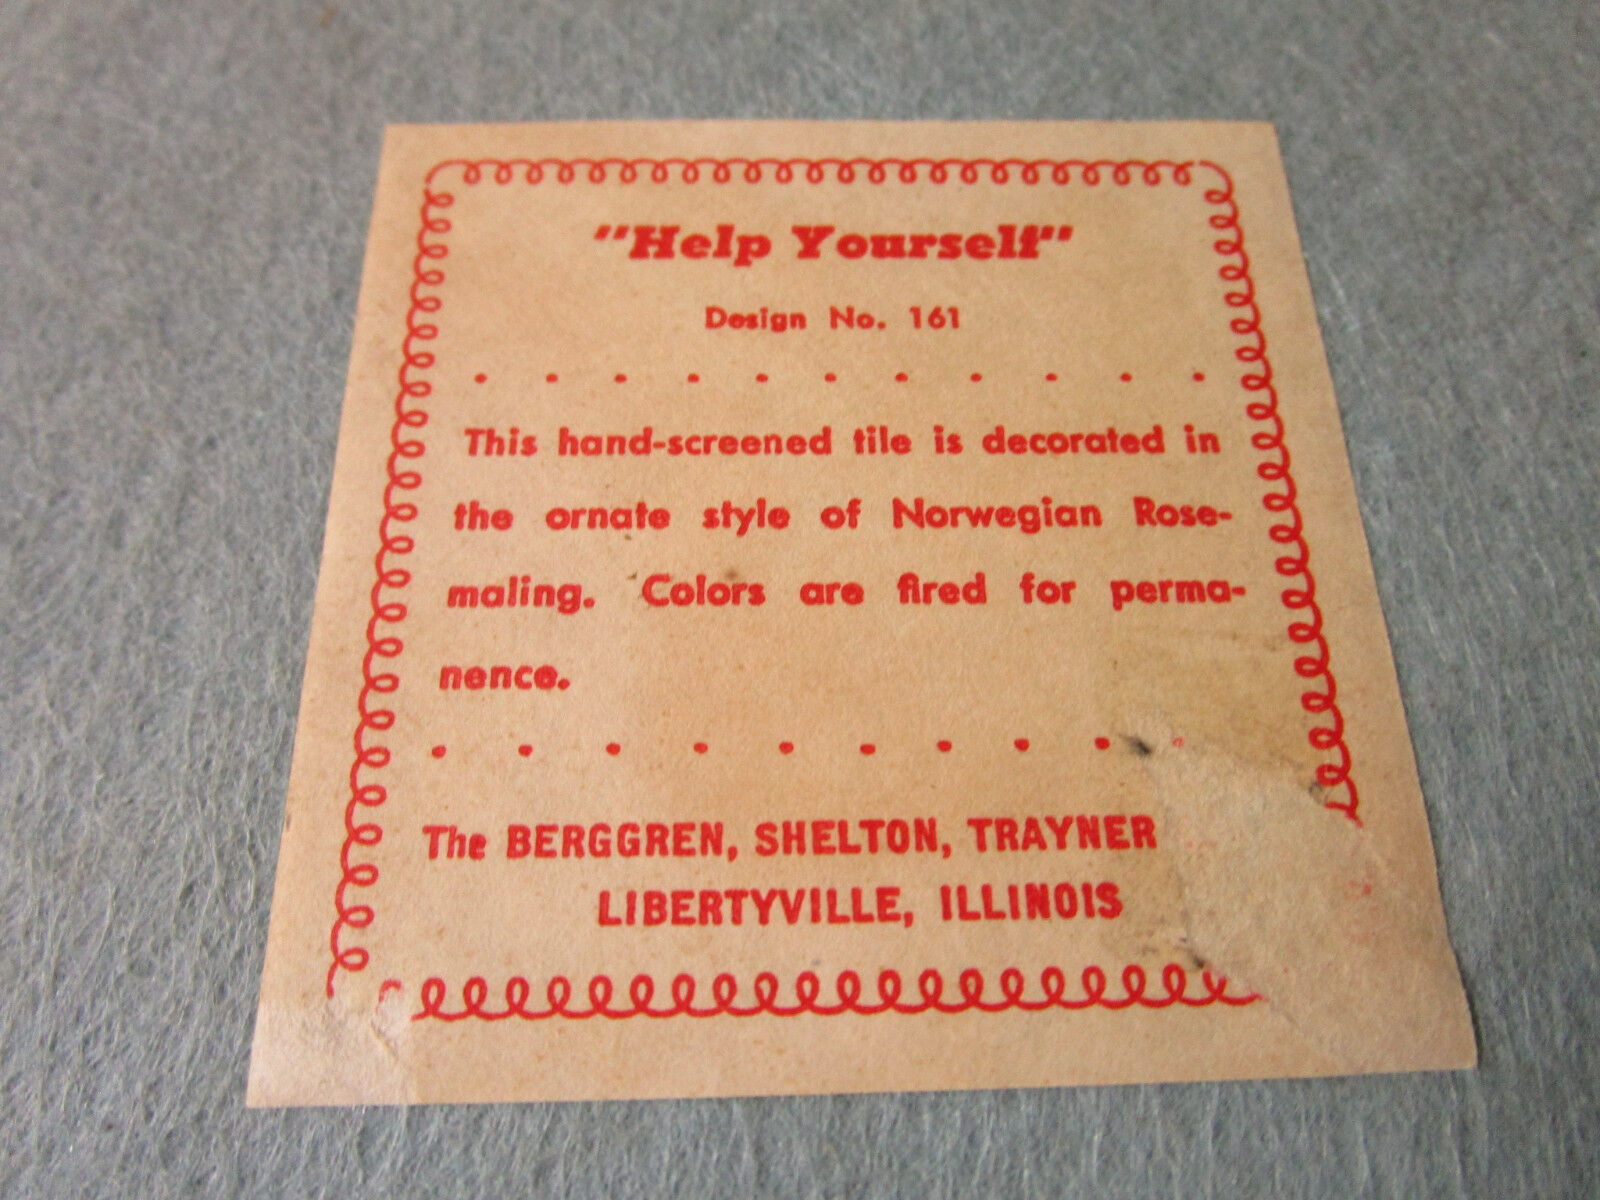 "Help Yourself"
Design No. 161
This hand-screened tile is decorated in
the ornate style of Norwegian Rose-
maling. Colors are fired for perma-
nence.
The BERGGREN, SHELTON, TRAYNER
LIBERTYVILLE, ILLINOIS